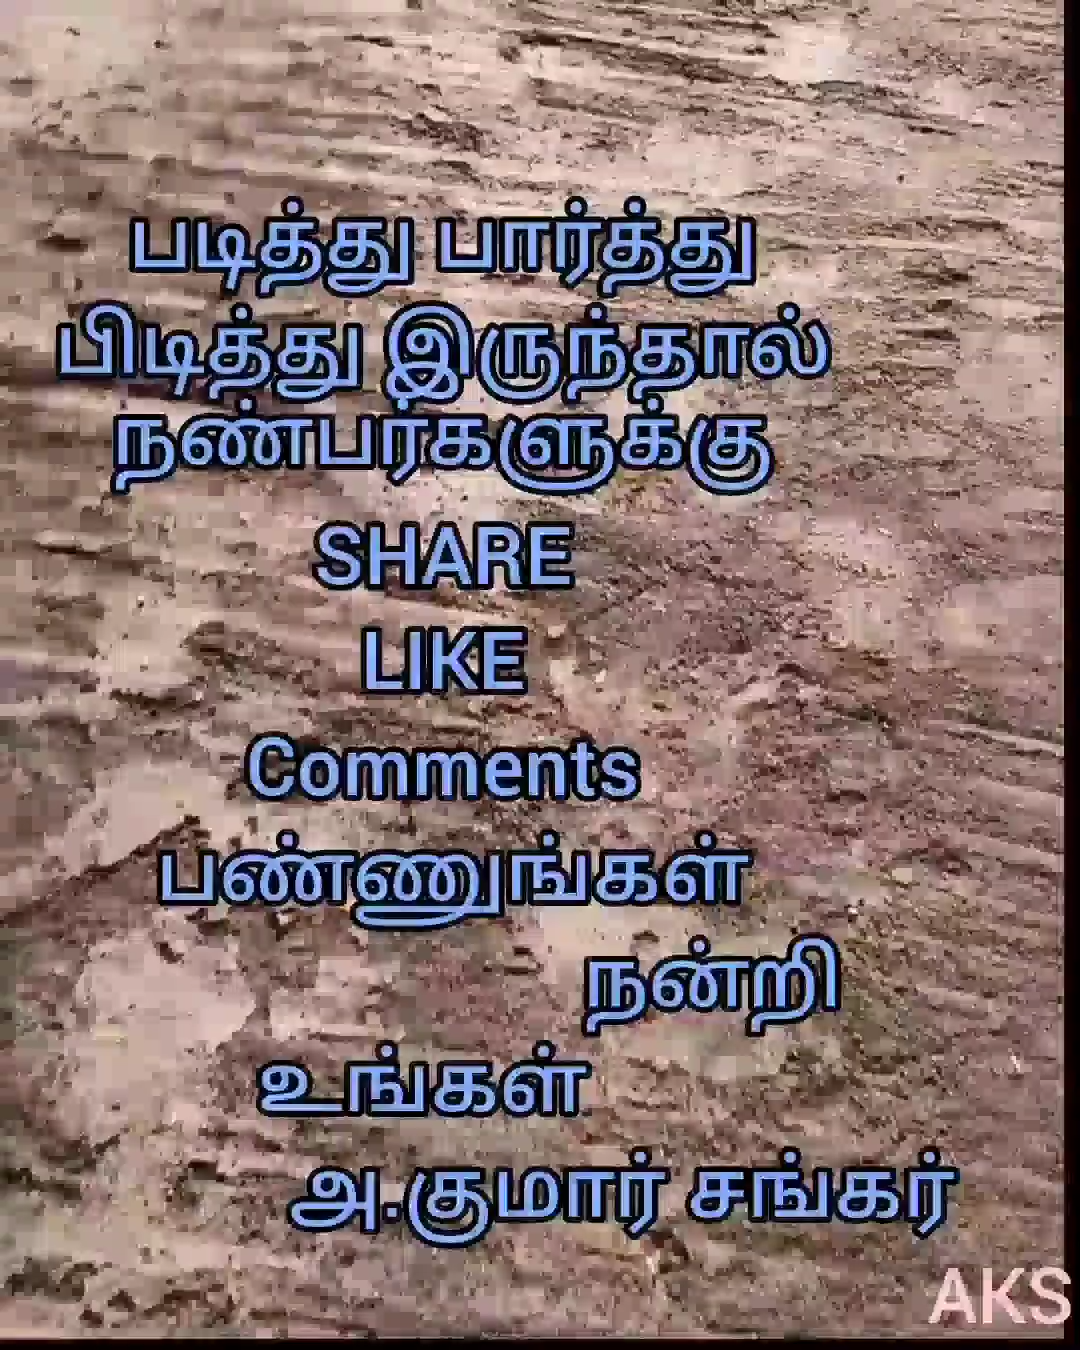 படித்து பார்த்து
பிடித்து இருந்தால்
நண்பர்களுக்கு
SHARE
LIKE
Comments
பண்ணுங்கள்
நன்றி
உங்கள்
அ.குமார் சங்கர்
AKS